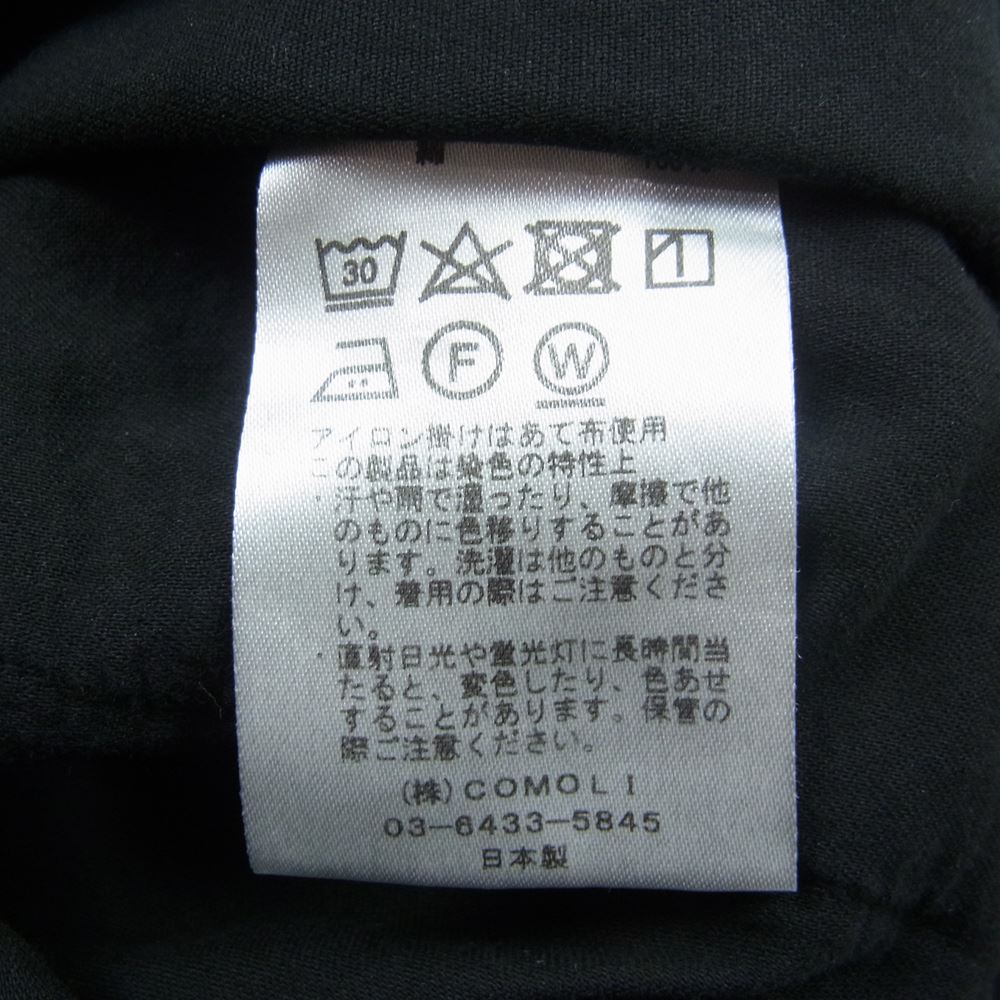 30
F W
アイロン掛けはあて布使用
この製品は染色の特性上
・汗や雨で湿ったり、摩擦で他
のものに色移りすることがあ
ります。洗濯は他のものと分
け、着用の際はご注意くださ
い。
・直射日光や蛍光灯に長時間当
たると、変色したり、色あせ
することがあります。保管の
際ご注意ください。
(株)COMOLI
03-6433-5845
日本製